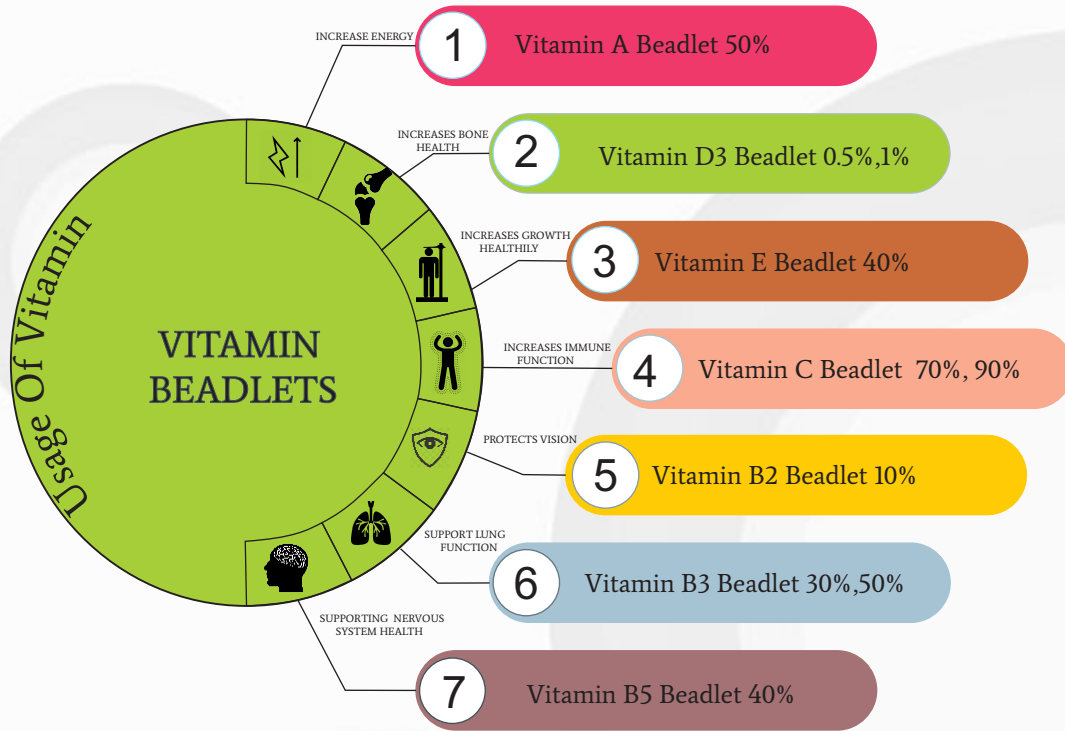 Usage Of Vitamin
VITAMIN
BEADLETS
INCREASE ENERGY
1
Vitamin A Beadlet 50%
INCREASES BONE
HEALTH
2
Vitamin D3 Beadlet 0.5%,1%
INCREASES GROWTH
HEALTHILY
3
Vitamin E Beadlet 40%
INCREASES IMMUNE
FUNCTION
4
Vitamin C Beadlet 70%, 90%
PROTECTS VISION
5
Vitamin B2 Beadlet 10%
SUPPORT LUNG
FUNCTION
6
Vitamin B3 Beadlet 30%,50%
SUPPORTING NERVOUS
SYSTEM HEALTH
7
Vitamin B5 Beadlet 40%